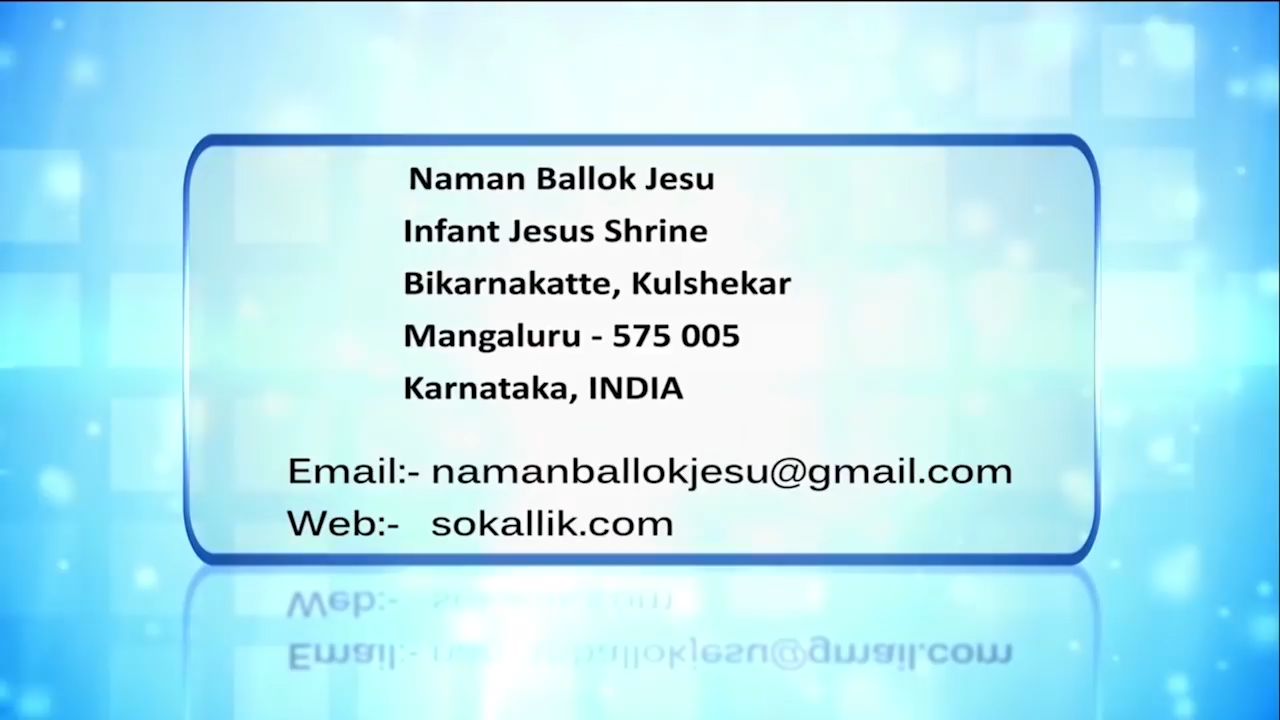 Naman Ballok Jesu
Infant Jesus Shrine
Bikarnakatte, Kulshekar
Mangaluru - 575 005
Karnataka, INDIA
Email:- namanballokjesu@gmail.com
Web:- sokallik.com